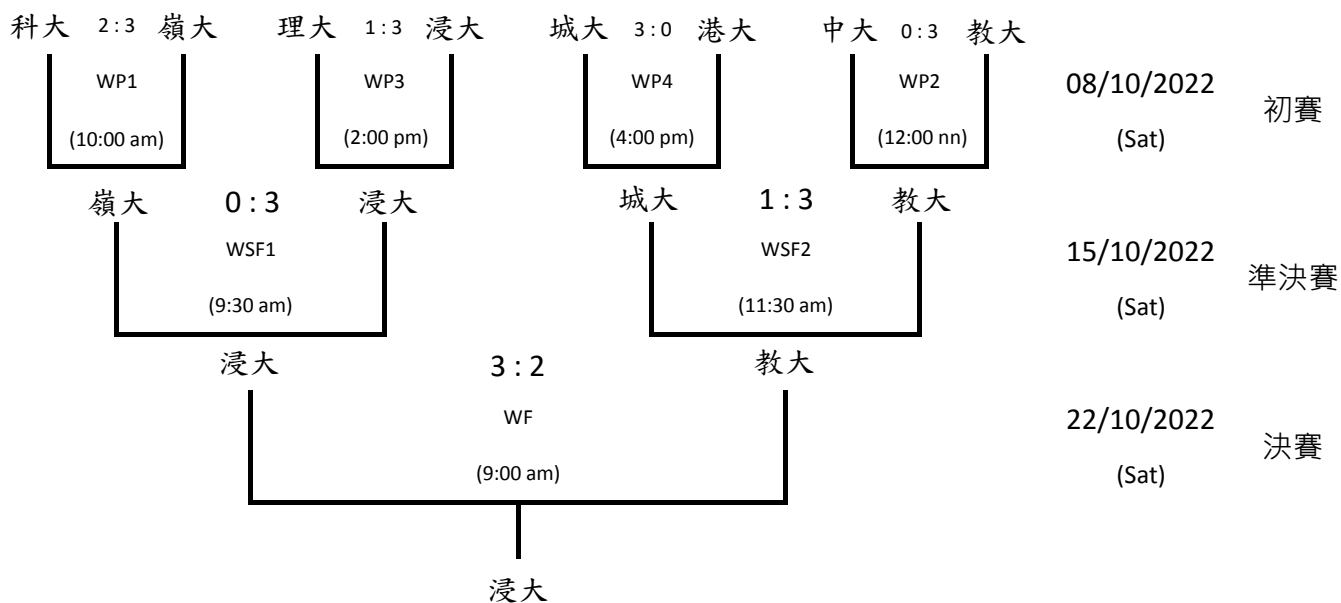 科大 2 : 3 嶺大 理大 1 : 3 浸大 城大 3 : 0 港大 中大 0 : 3 教大
WP1 WP3 WP4 WP2 08/10/2022 初賽
(10:00 am) (2:00 pm) (4:00 pm) (12:00 nn) (Sat)
嶺大 0 : 3 浸大 城大 1 : 3 教大
WSF1 WSF2 15/10/2022 準決賽
(9:30 am) (11:30 am) (Sat)
浸大 3 : 2 教大
WF 22/10/2022 決賽
(9:00 am) (Sat)
浸大